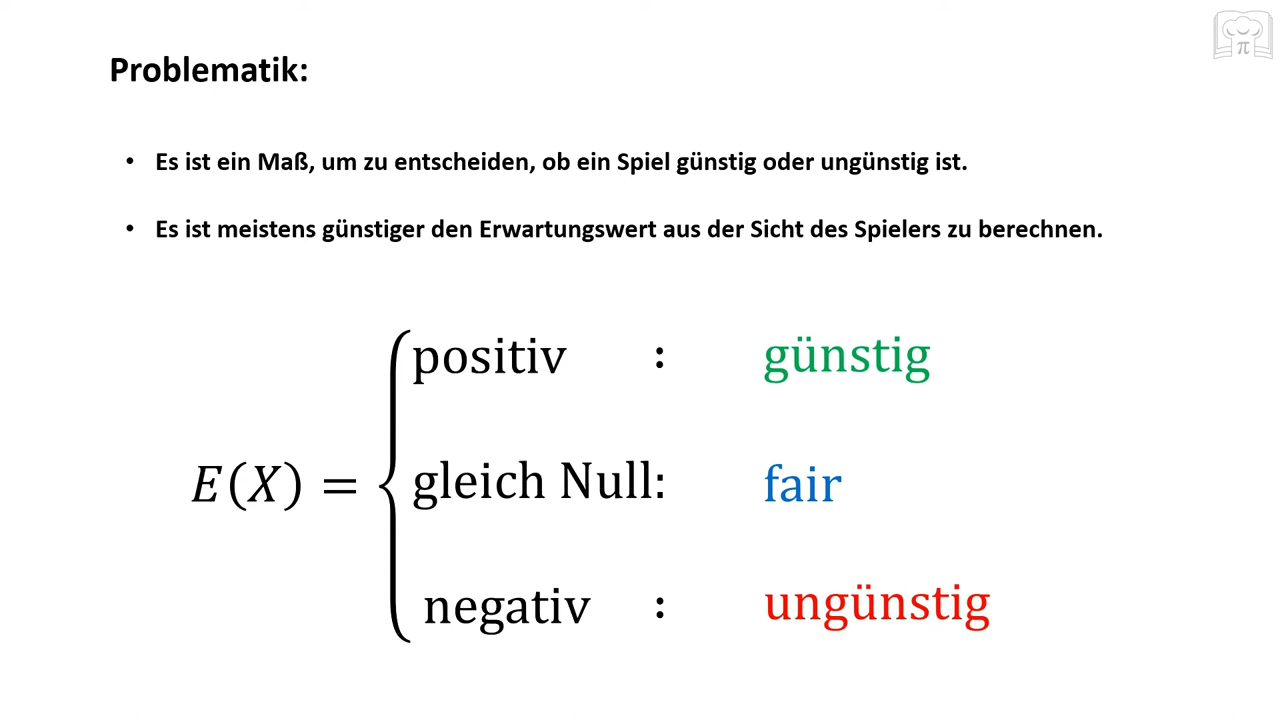 Problematik:
• Es ist ein Maß, um zu entscheiden, ob ein Spiel günstig oder ungünstig ist.
• Es ist meistens günstiger den Erwartungswert aus der Sicht des Spielers zu berechnen.
positiv : günstig
E(X) = { gleich Null: fair
negativ : ungünstig
π